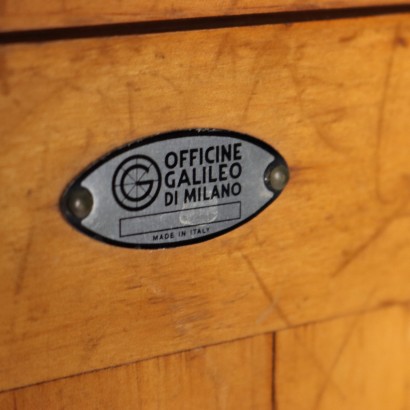 G
OFFICINE
GALILEO
DI MILANO
MADE IN ITALY